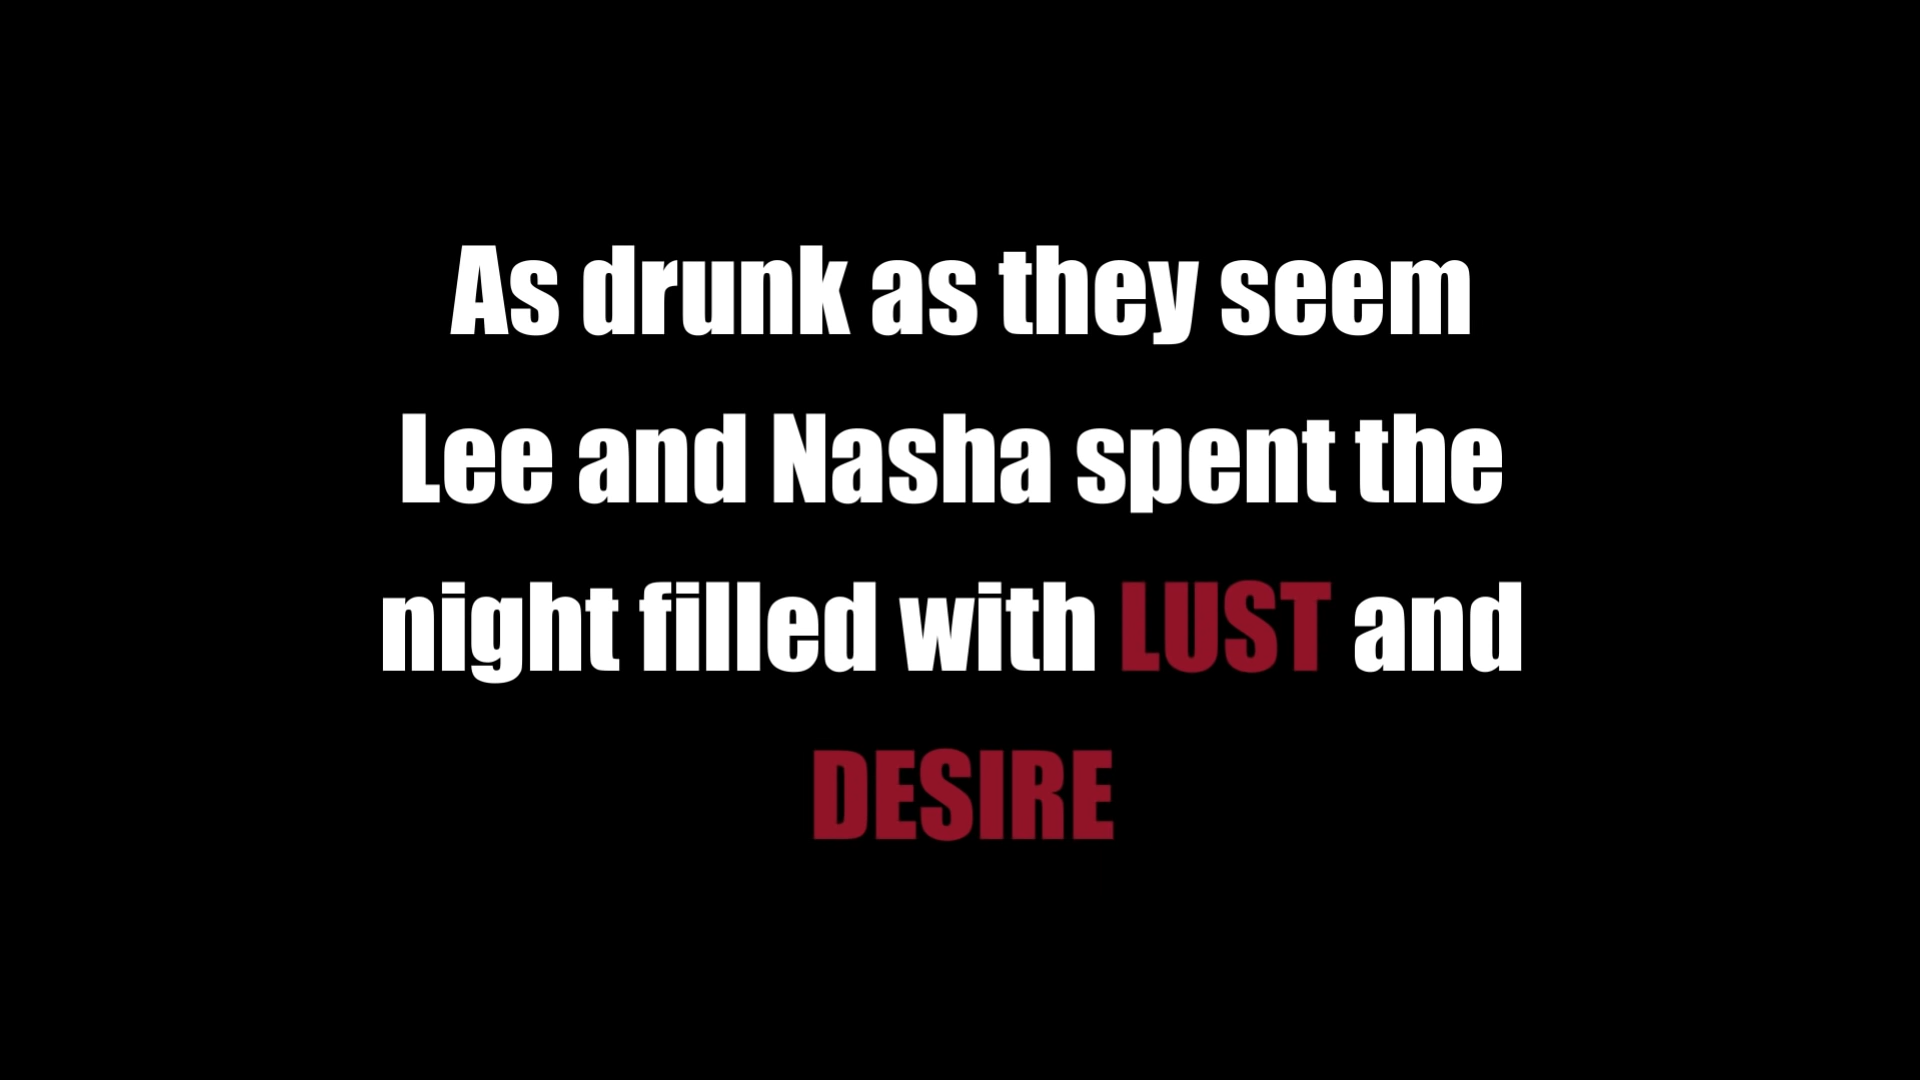 As drunk as they seem
Lee and Nasha spent the
night filled with LUST and
DESIRE